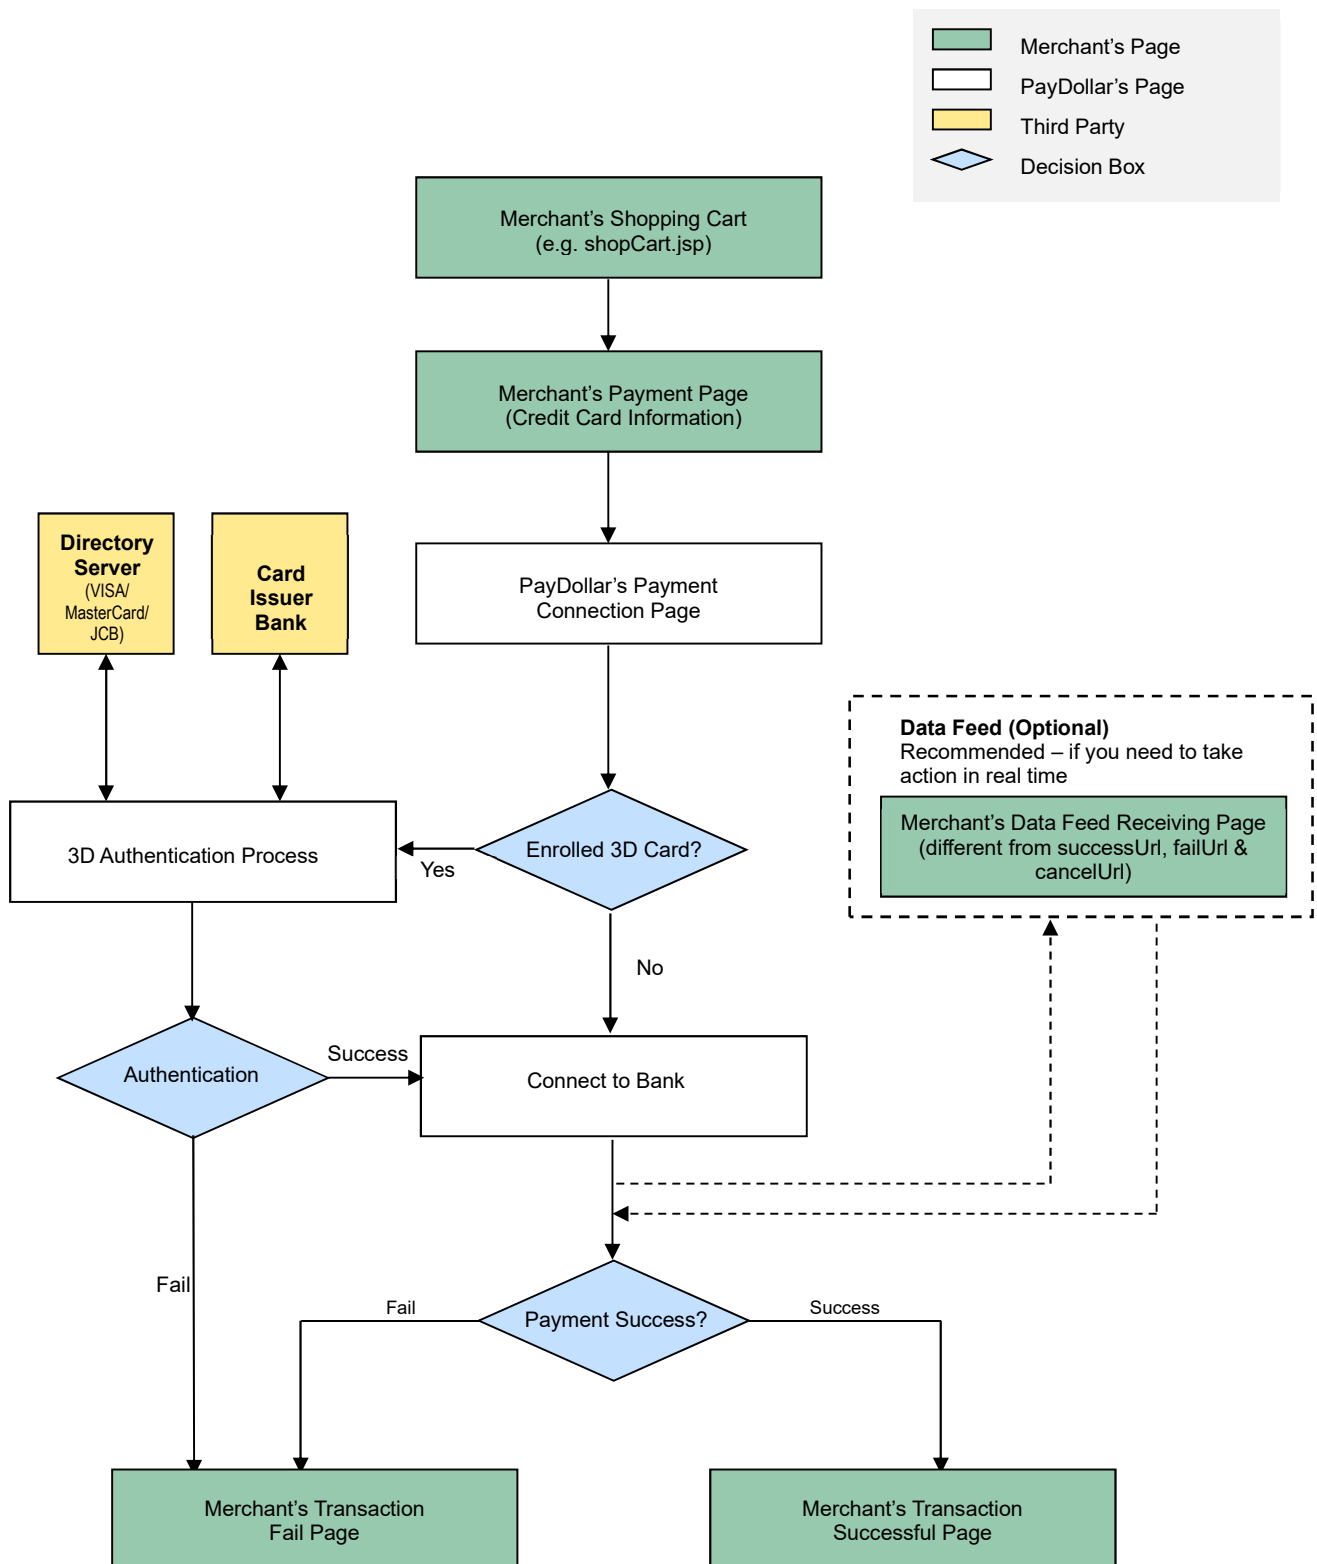 Merchant’s Page
PayDollar’s Page
Third Party
Decision Box
Merchant’s Shopping Cart
(e.g. shopCart.jsp)
Merchant’s Payment Page
(Credit Card Information)
Directory
Server
(VISA/
MasterCard/
JCB)
Card
Issuer
Bank
PayDollar’s Payment
Connection Page
Data Feed (Optional)
Recommended – if you need to take
action in real time
Merchant’s Data Feed Receiving Page
(different from successUrl, failUrl &
cancelUrl)
3D Authentication Process
Yes
Enrolled 3D Card?
No
Authentication
Success
Connect to Bank
Fail
Fail
Payment Success?
Success
Merchant’s Transaction
Fail Page
Merchant’s Transaction
Successful Page